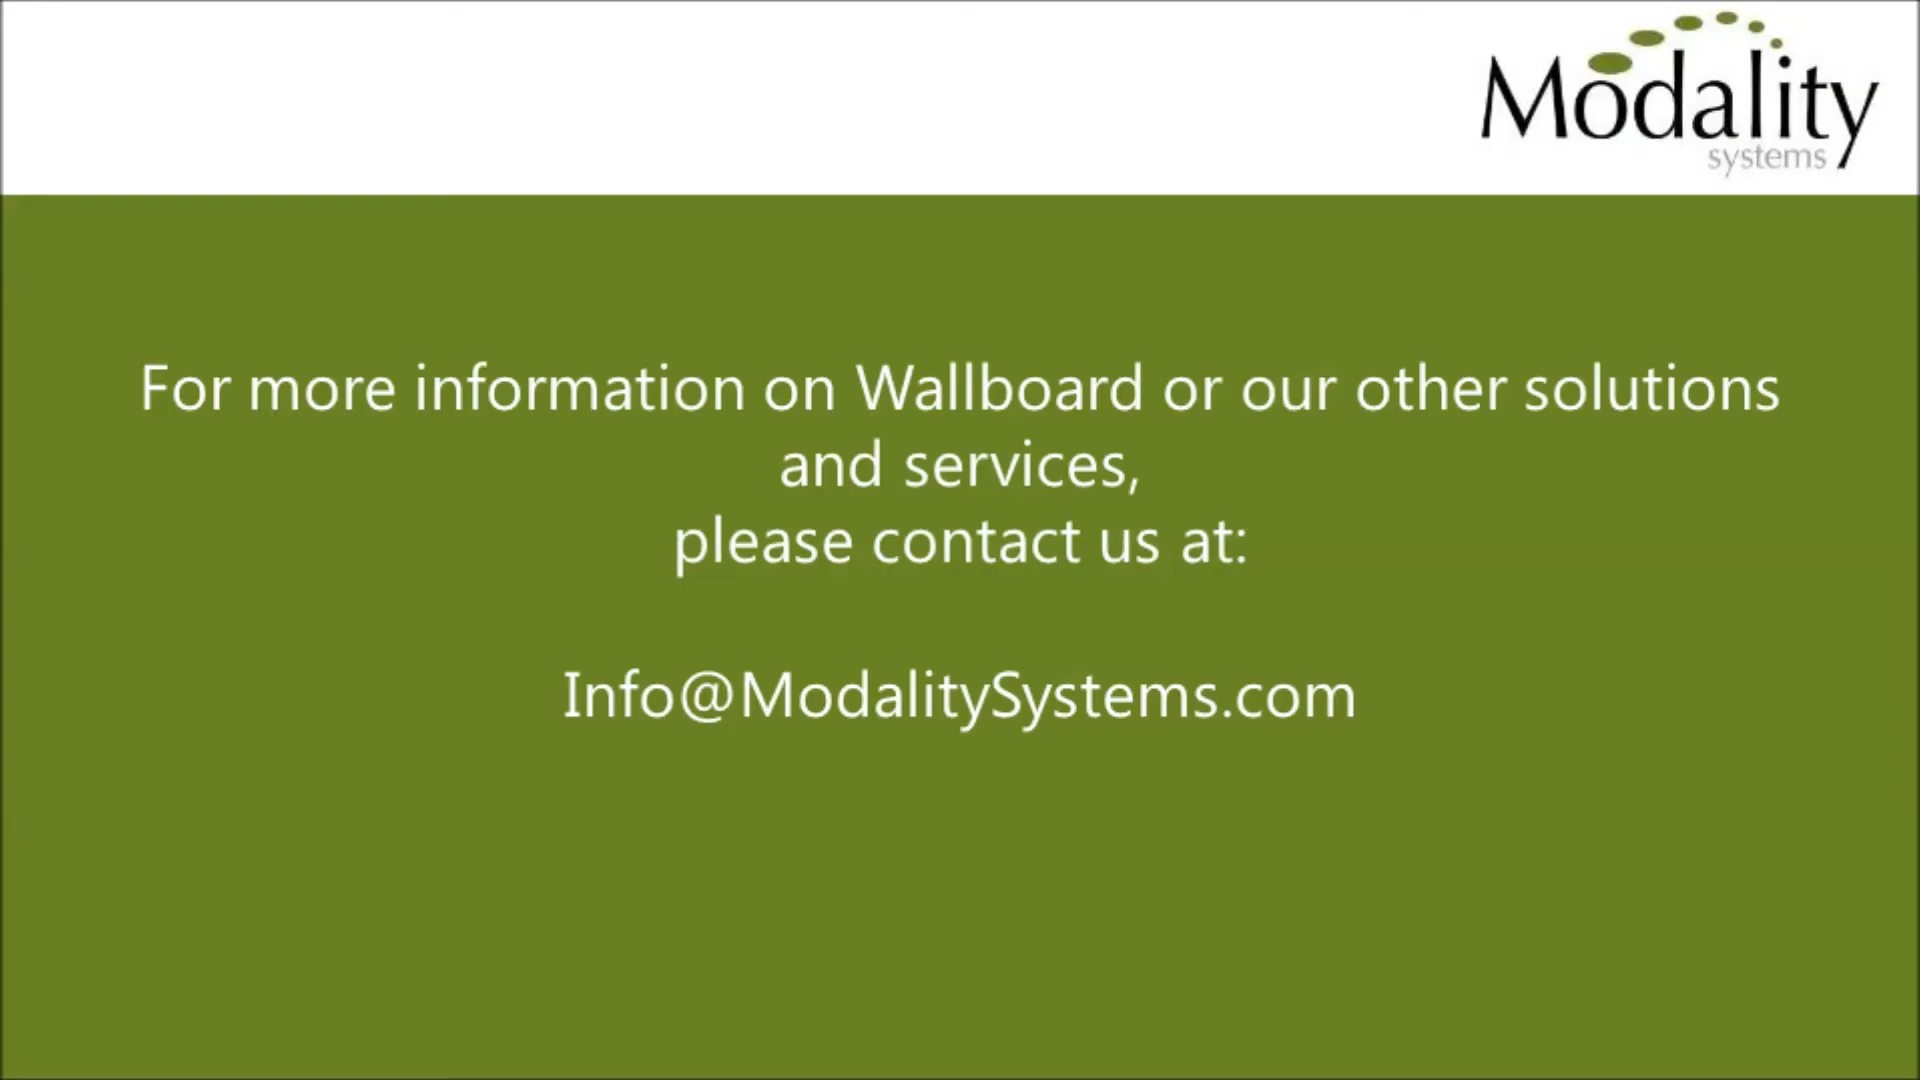 Modality
systems
For more information on Wallboard or our other solutions
and services,
please contact us at:
Info@ModalitySystems.com